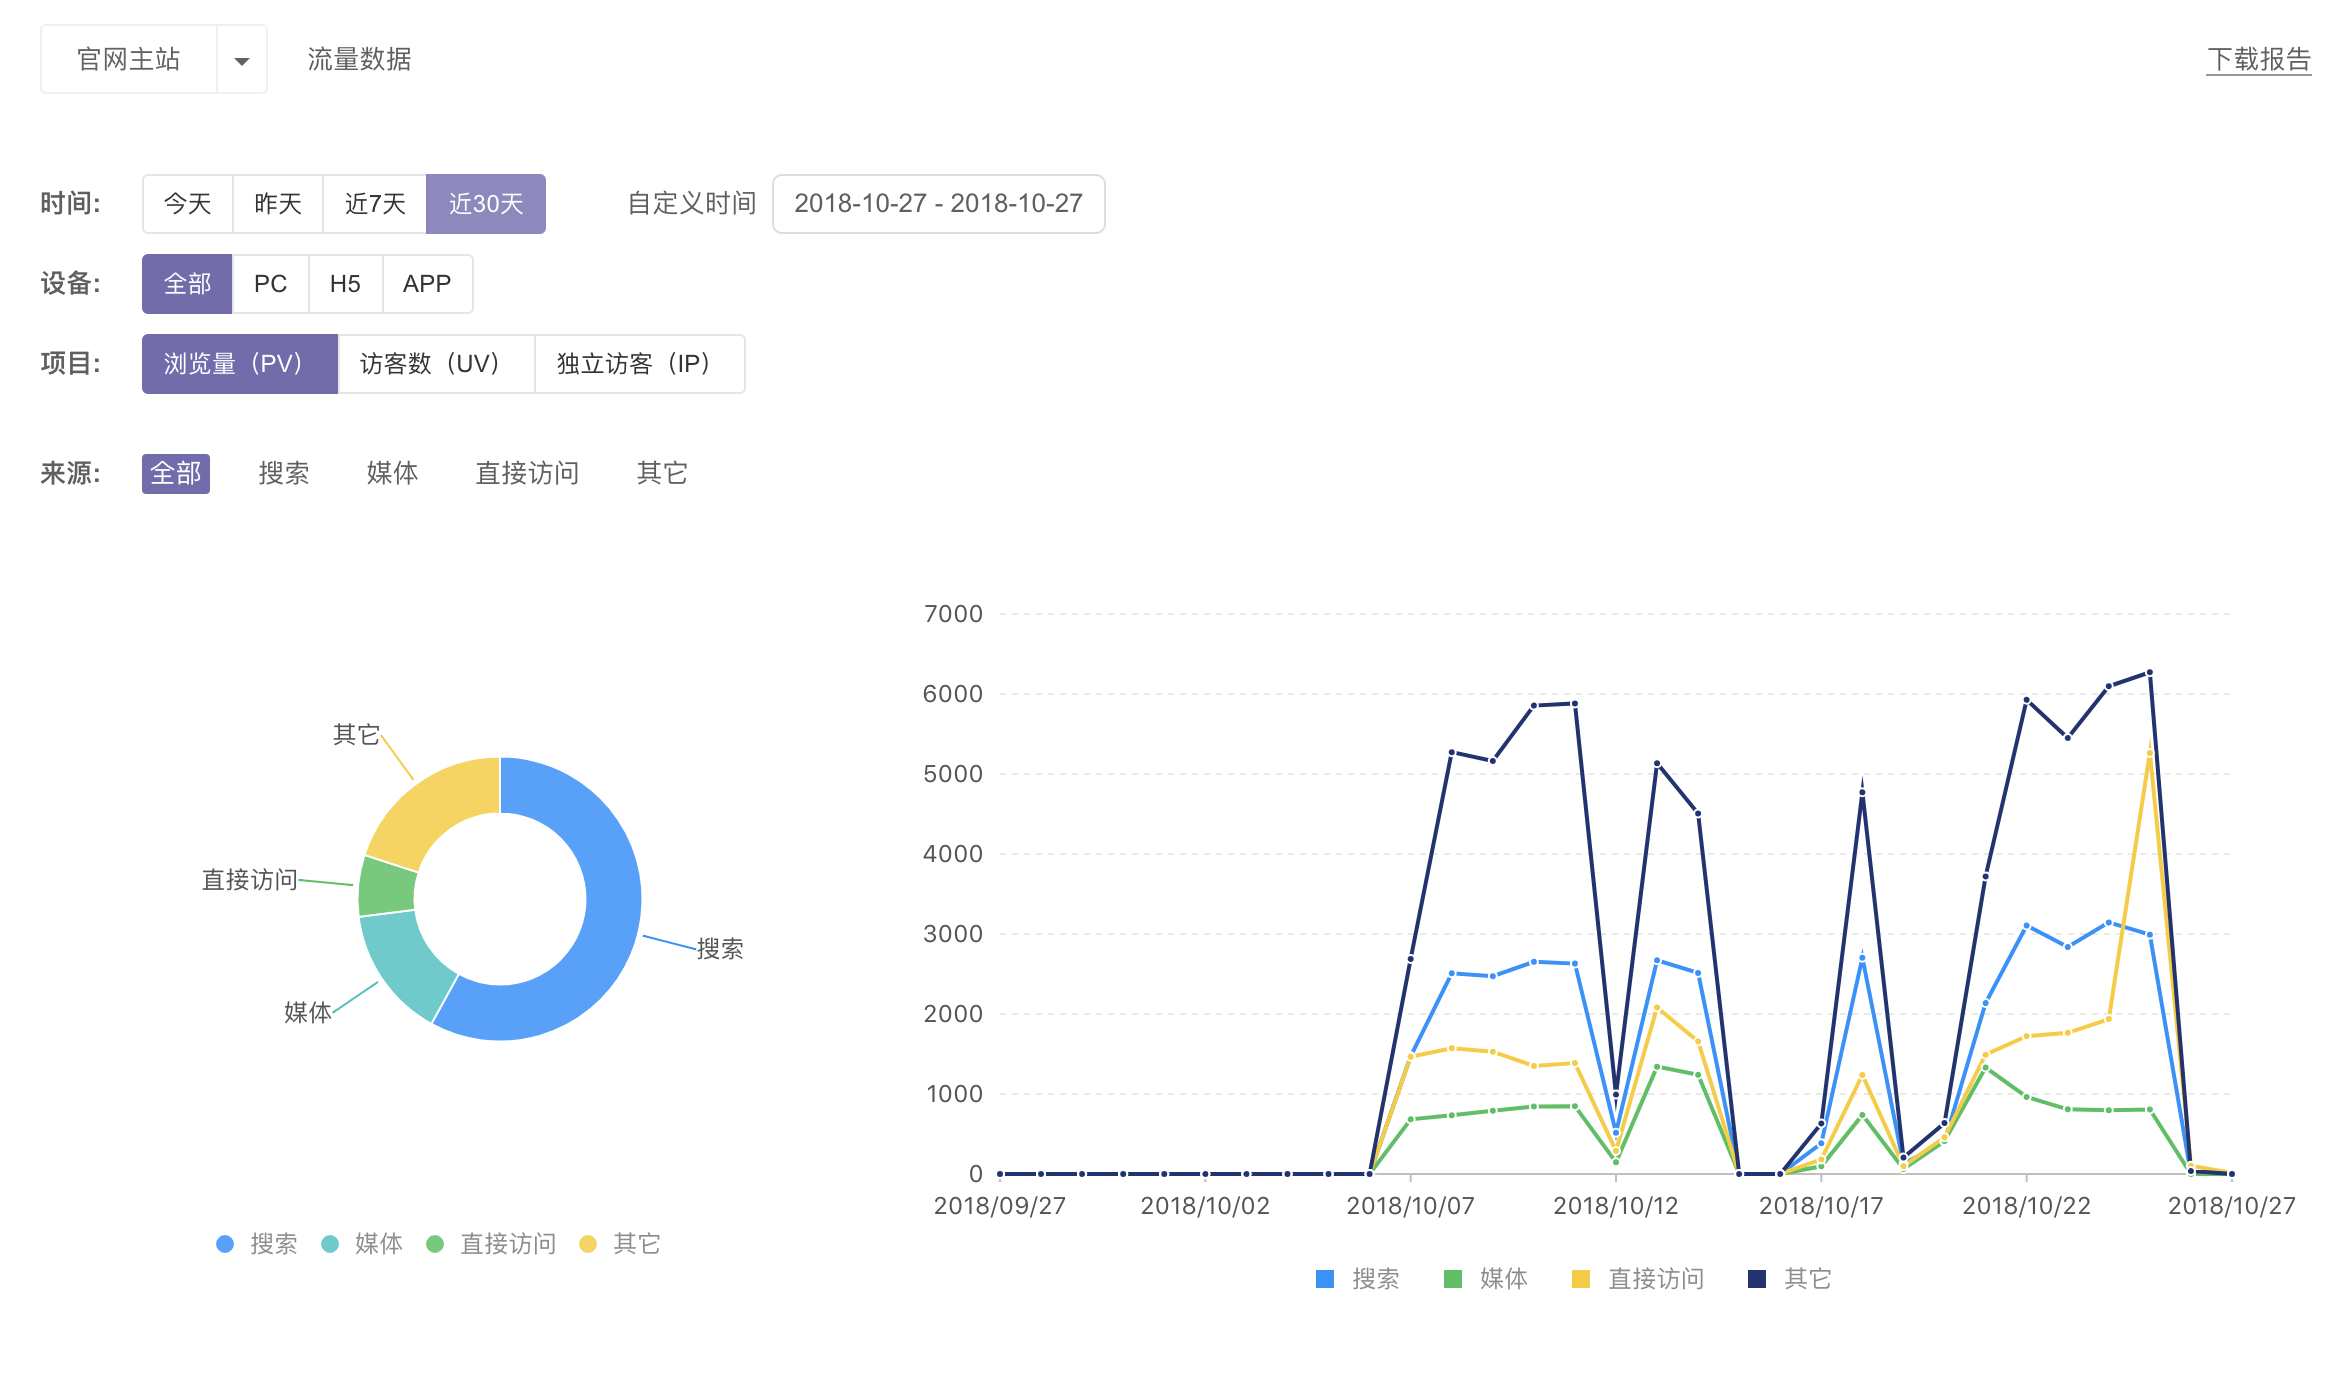 官网主站 流量数据 下载报告
时间: 今天 昨天 近7天 近30天 自定义时间 2018-10-27 - 2018-10-27
设备: 全部 PC H5 APP
项目: 浏览量（PV） 访客数（UV） 独立访客（IP）
来源: 全部 搜索 媒体 直接访问 其它
其它
直接访问
搜索
媒体
搜索 媒体 直接访问 其它
7000
6000
5000
4000
3000
2000
1000
0
2018/09/27 2018/10/02 2018/10/07 2018/10/12 2018/10/17 2018/10/22 2018/10/27
搜索 媒体 直接访问 其它